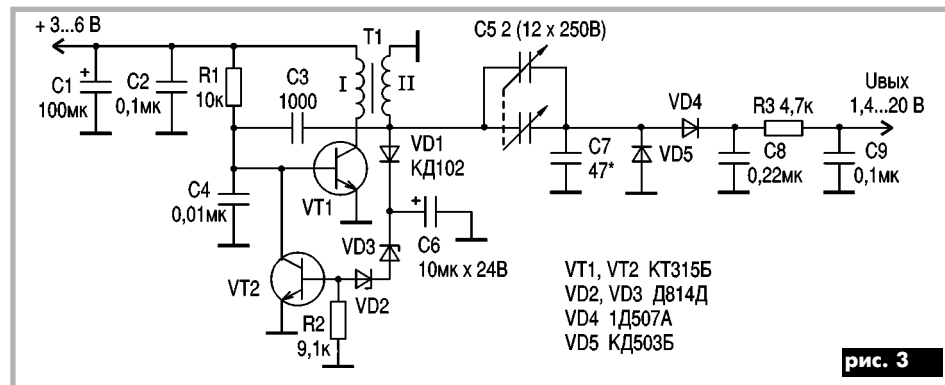 + 3...6 В
C1
+
100мк
C2
0,1мк
R1
10к
C3
1000
C4
0,01мк
T1
I
II
VT1
VD1
КД102
VT2
VD3
VD2
R2
9,1к
+
C6
10мк x 24В
C5 2 (12 x 250В)
C7
47*
VD5
VD4
C8
0,22мк
R3 4,7к
C9
0,1мк
Uвых
1,4...20 В
VT1, VT2 КТ315Б
VD2, VD3 Д814Д
VD4 1Д507А
VD5 КД503Б
рис. 3